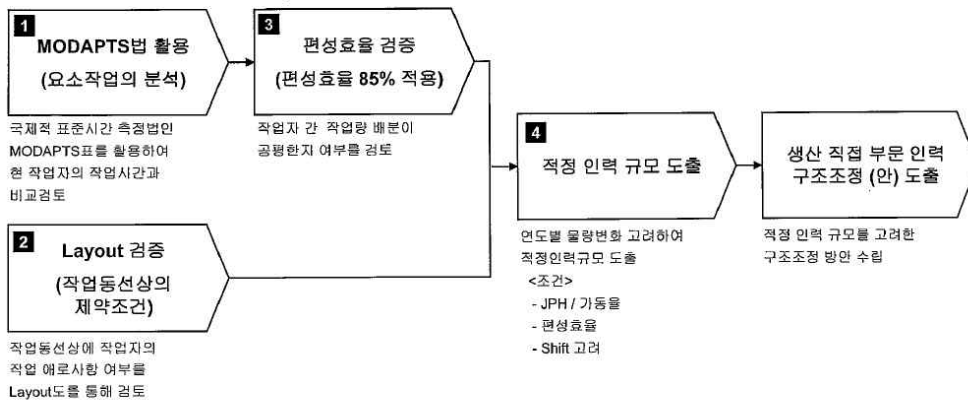 1
MODAPTS법 활용
(요소작업의 분석)
국제적 표준시간 측정법인
MODAPTS표를 활용하여
현 작업자의 작업시간과
비교검토
3
편성효율 검증
(편성효율 85% 적용)
작업자 간 작업량 배분이
공평한지 여부를 검토
2
Layout 검증
(작업동선상의
제약조건)
작업동선상에 작업자의
작업 애로사항 여부를
Layout도를 통해 검토
4
적정 인력 규모 도출
연도별 물량변화 고려하여
적정인력규모 도출
<조건>
- JPH / 가동율
- 편성효율
- Shift 고려
생산 직접 부문 인력
구조조정 (안) 도출
적정 인력 규모를 고려한
구조조정 방안 수립